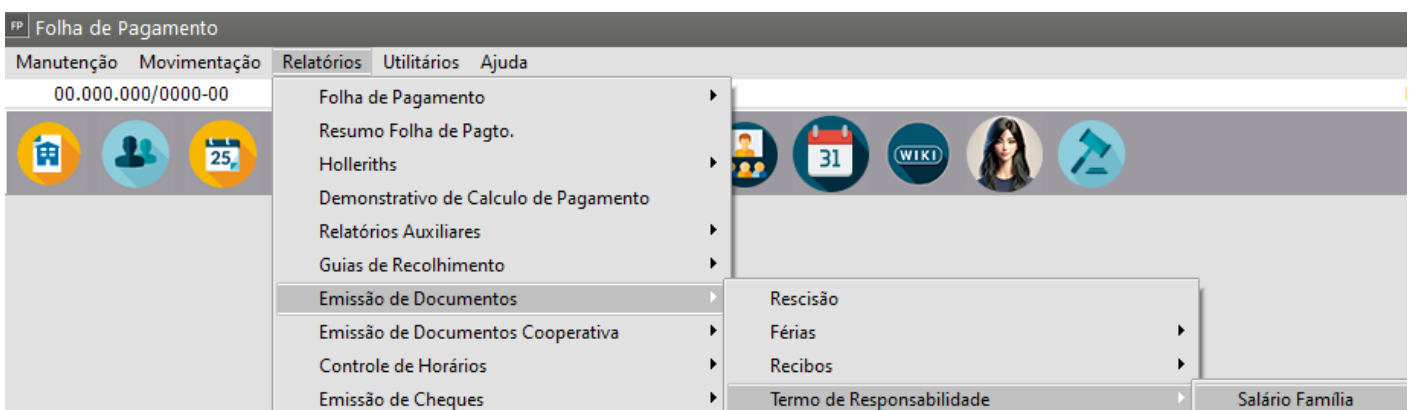 FP Folha de Pagamento
Manutenção Movimentação Relatórios Utilitários Ajuda
00.000.000/0000-00
Folha de Pagamento
Resumo Folha de Pagto.
25 31 WIKI
Holleriths
Demonstrativo de Calculo de Pagamento
Relatórios Auxiliares
Guias de Recolhimento
Emissão de Documentos Rescisão
Emissão de Documentos Cooperativa Férias
Controle de Horários Recibos
Emissão de Cheques Termo de Responsabilidade Salário Família